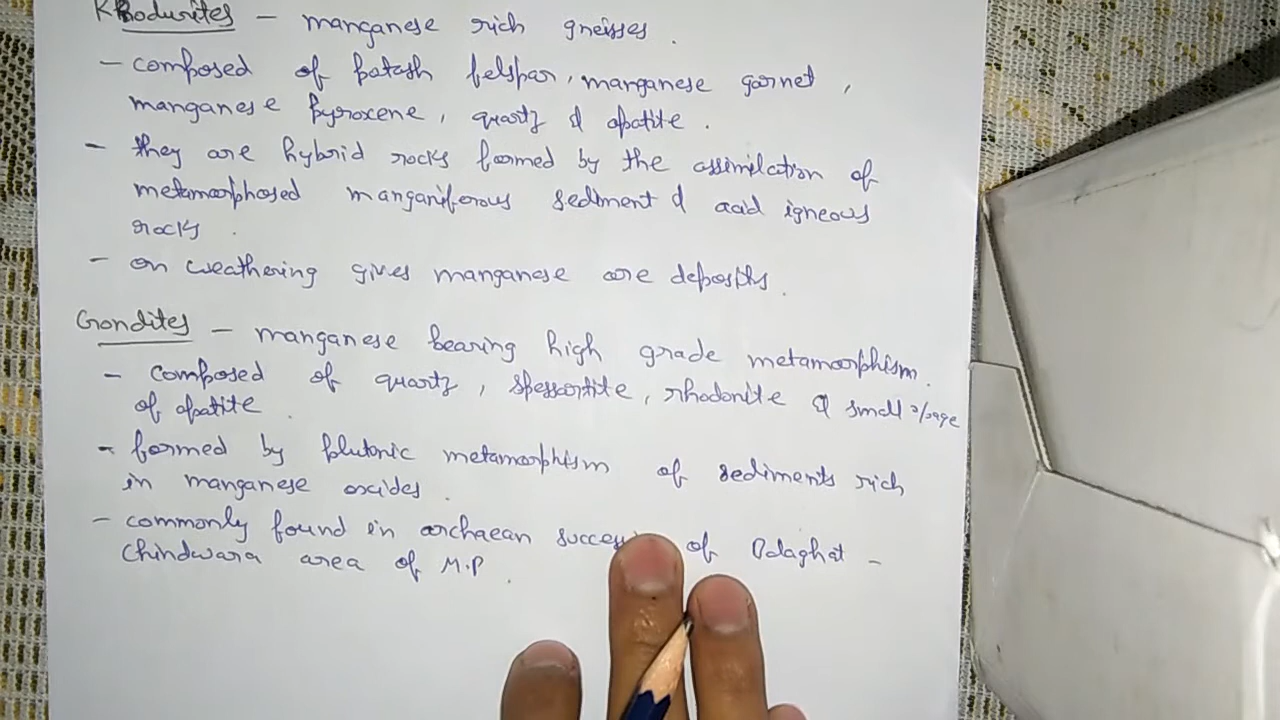 Khodurites – manganese rich gneisses.
– composed of potash felspar, manganese garnet,
manganese pyroxene, quartz & apatite.
– they are hybrid rocks formed by the assimilation of
metamorphosed manganiferous sediment & acid igneous
rocks.
– on weathering gives manganese ore deposits.
Gondites – manganese bearing high grade metamorphism.
– composed of quartz, spessartite, rhodonite & small %age
of apatite.
– formed by plutonic metamorphism of sediments rich
in manganese oxides.
– commonly found in archaean of Balaghat –
Chindwara area of M.P.